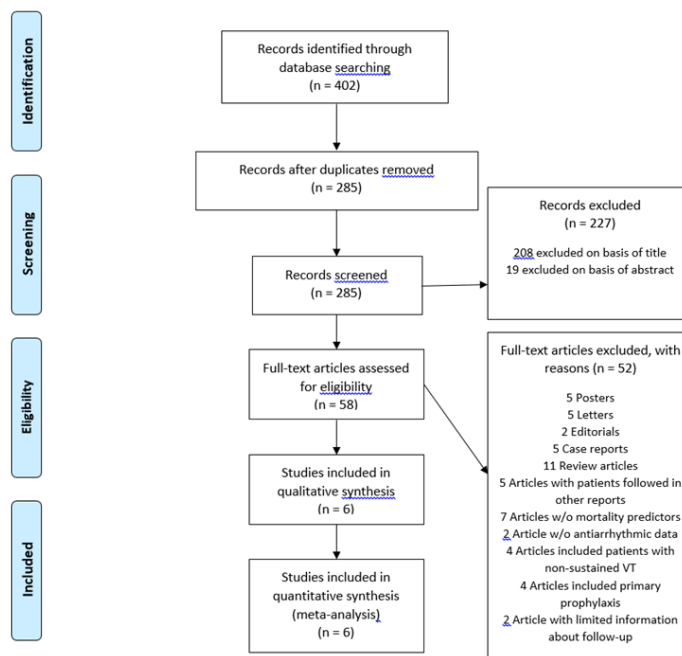 Identification
Records identified through
database searching
(n = 402)
Records after duplicates removed
(n = 285)
Screening
Records screened
(n = 285)
Records excluded
(n = 227)
208 excluded on basis of title
19 excluded on basis of abstract
Eligibility
Full-text articles assessed
for eligibility
(n = 58)
Full-text articles excluded, with
reasons (n = 52)
5 Posters
5 Letters
2 Editorials
5 Case reports
11 Review articles
5 Articles with patients followed in
other reports
7 Articles w/o mortality predictors
2 Article w/o antiarrhythmic data
4 Articles included patients with
non-sustained VT
4 Articles included primary
prophylaxis
2 Article with limited information
about follow-up
Studies included in
qualitative synthesis
(n = 6)
Included
Studies included in
quantitative synthesis
(meta-analysis)
(n = 6)